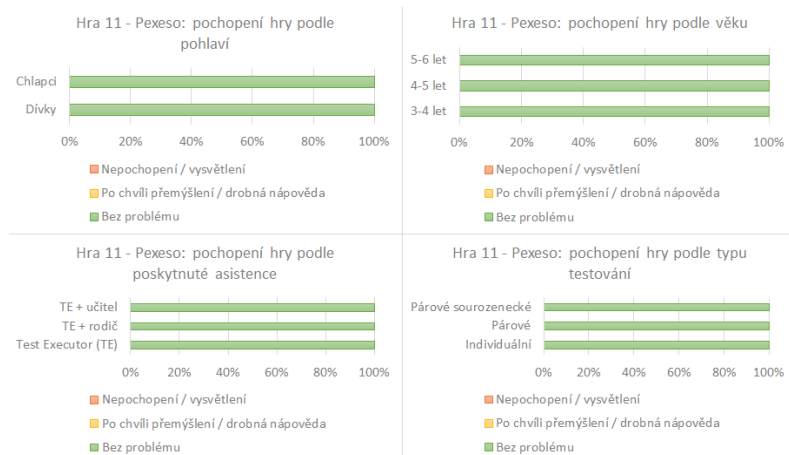 Hra 11 - Pexeso: pochopení hry podle
pohlaví
Chlapci
Dívky
0% 20% 40% 60% 80% 100%
Nepochopení / vysvětlení
Po chvíli přemýšlení / drobná nápověda
Bez problému
Hra 11 - Pexeso: pochopení hry podle věku
5-6 let
4-5 let
3-4 let
0% 20% 40% 60% 80% 100%
Nepochopení / vysvětlení
Po chvíli přemýšlení / drobná nápověda
Bez problému
Hra 11 - Pexeso: pochopení hry podle
poskytnuté asistence
TE + učitel
TE + rodič
Test Executor (TE)
0% 20% 40% 60% 80% 100%
Nepochopení / vysvětlení
Po chvíli přemýšlení / drobná nápověda
Bez problému
Hra 11 - Pexeso: pochopení hry podle typu
testování
Párové sourozenecké
Párové
Individuální
0% 20% 40% 60% 80% 100%
Nepochopení / vysvětlení
Po chvíli přemýšlení / drobná nápověda
Bez problému